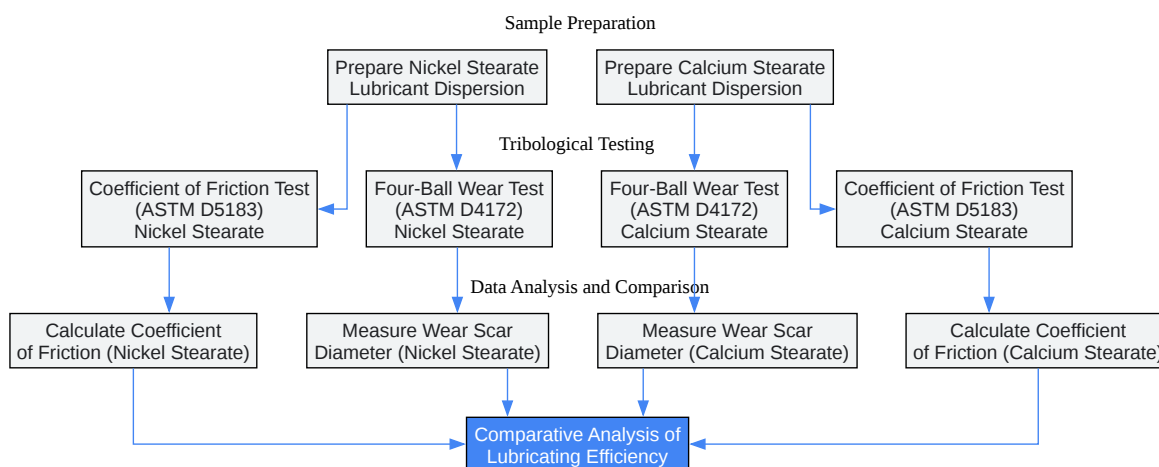 Sample Preparation
Prepare Nickel Stearate
Lubricant Dispersion
Prepare Calcium Stearate
Lubricant Dispersion
Tribological Testing
Coefficient of Friction Test
(ASTM D5183)
Nickel Stearate
Four-Ball Wear Test
(ASTM D4172)
Nickel Stearate
Four-Ball Wear Test
(ASTM D4172)
Calcium Stearate
Coefficient of Friction Test
(ASTM D5183)
Calcium Stearate
Data Analysis and Comparison
Calculate Coefficient
of Friction (Nickel Stearate)
Measure Wear Scar
Diameter (Nickel Stearate)
Measure Wear Scar
Diameter (Calcium Stearate)
Calculate Coefficient
of Friction (Calcium Stearate)
Comparative Analysis of
Lubricating Efficiency